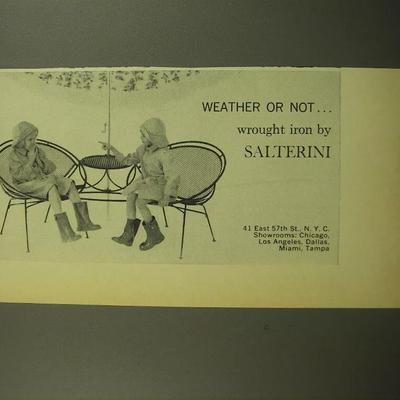 WEATHER OR NOT...
wrought iron by
SALTERINI
41 East 57th St., N. Y. C.
Showrooms: Chicago,
Los Angeles, Dallas,
Miami, Tampa